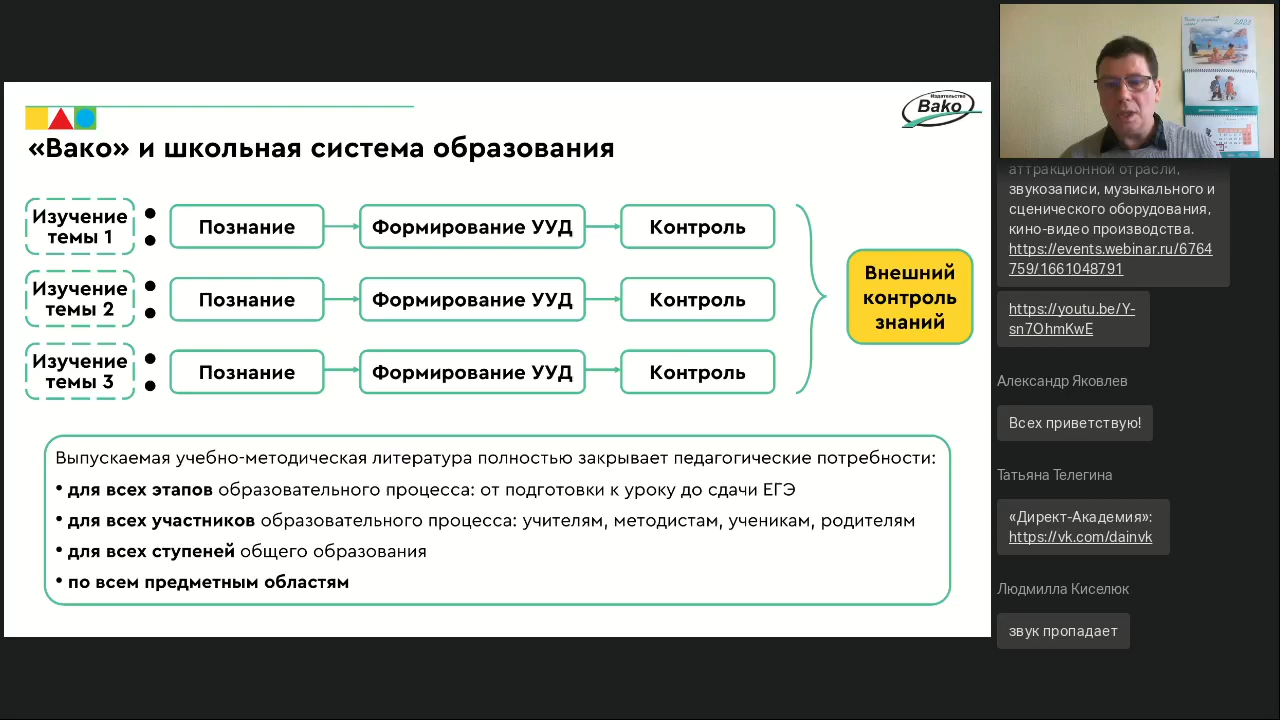 Издательство
Вако
«Вако» и школьная система образования
Изучение
темы 1
Познание
Формирование УУД
Контроль
Изучение
темы 2
Познание
Формирование УУД
Контроль
Изучение
темы 3
Познание
Формирование УУД
Контроль
Внешний
контроль
знаний
Выпускаемая учебно-методическая литература полностью закрывает педагогические потребности:
• для всех этапов образовательного процесса: от подготовки к уроку до сдачи ЕГЭ
• для всех участников образовательного процесса: учителям, методистам, ученикам, родителям
• для всех ступеней общего образования
• по всем предметным областям
аттракционной отрасли,
звукозаписи, музыкального и
сценического оборудования,
кино-видео производства.
https://events.webinar.ru/6764
759/1661048791
https://youtu.be/Y-
sn7OhmKwE
Александр Яковлев
Всех приветствую!
Татьяна Телегина
«Директ-Академия»:
https://vk.com/dainvk
Людмилла Киселюк
звук пропадает